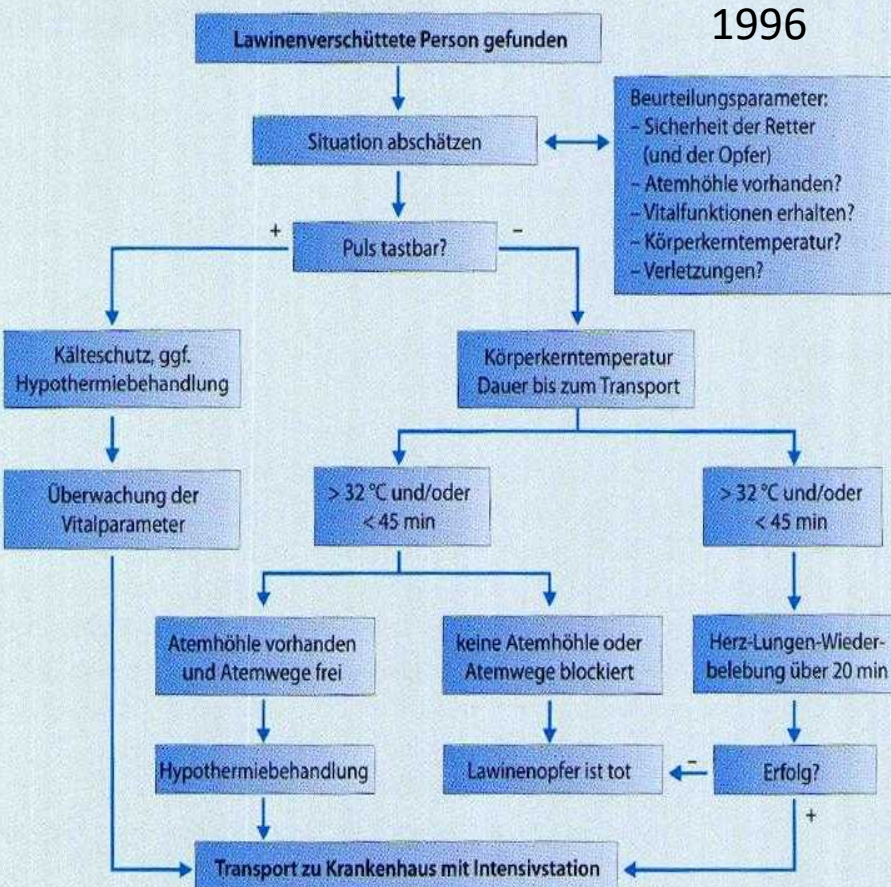 1996
Lawinenverschüttete Person gefunden
Situation abschätzen
Beurteilungsparameter:
– Sicherheit der Retter
(und der Opfer)
– Atemhöhle vorhanden?
– Vitalfunktionen erhalten?
– Körperkerntemperatur?
– Verletzungen?
+
Puls tastbar?
–
Kälteschutz, ggf.
Hypothermiebehandlung
Körperkerntemperatur
Dauer bis zum Transport
Überwachung der
Vitalparameter
> 32 °C und/oder
< 45 min
> 32 °C und/oder
< 45 min
Atemhöhle vorhanden
und Atemwege frei
keine Atemhöhle oder
Atemwege blockiert
Herz-Lungen-Wieder-
belebung über 20 min
Hypothermiebehandlung
Lawinenopfer ist tot
–
Erfolg?
+
Transport zu Krankenhaus mit Intensivstation